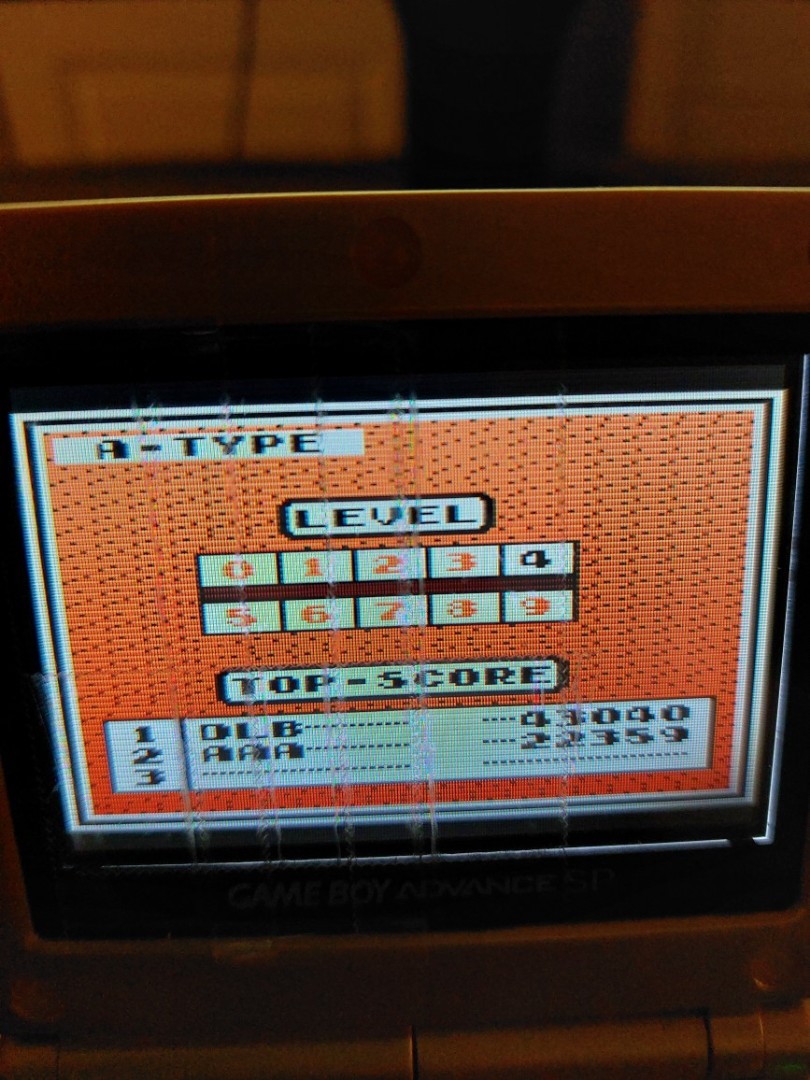 A-TYPE
LEVEL
0 1 2 3 4
5 6 7 8 9
TOP-SCORE
1 DLB 43040
2 AAA 22359
3
GAME BOY ADVANCE SP